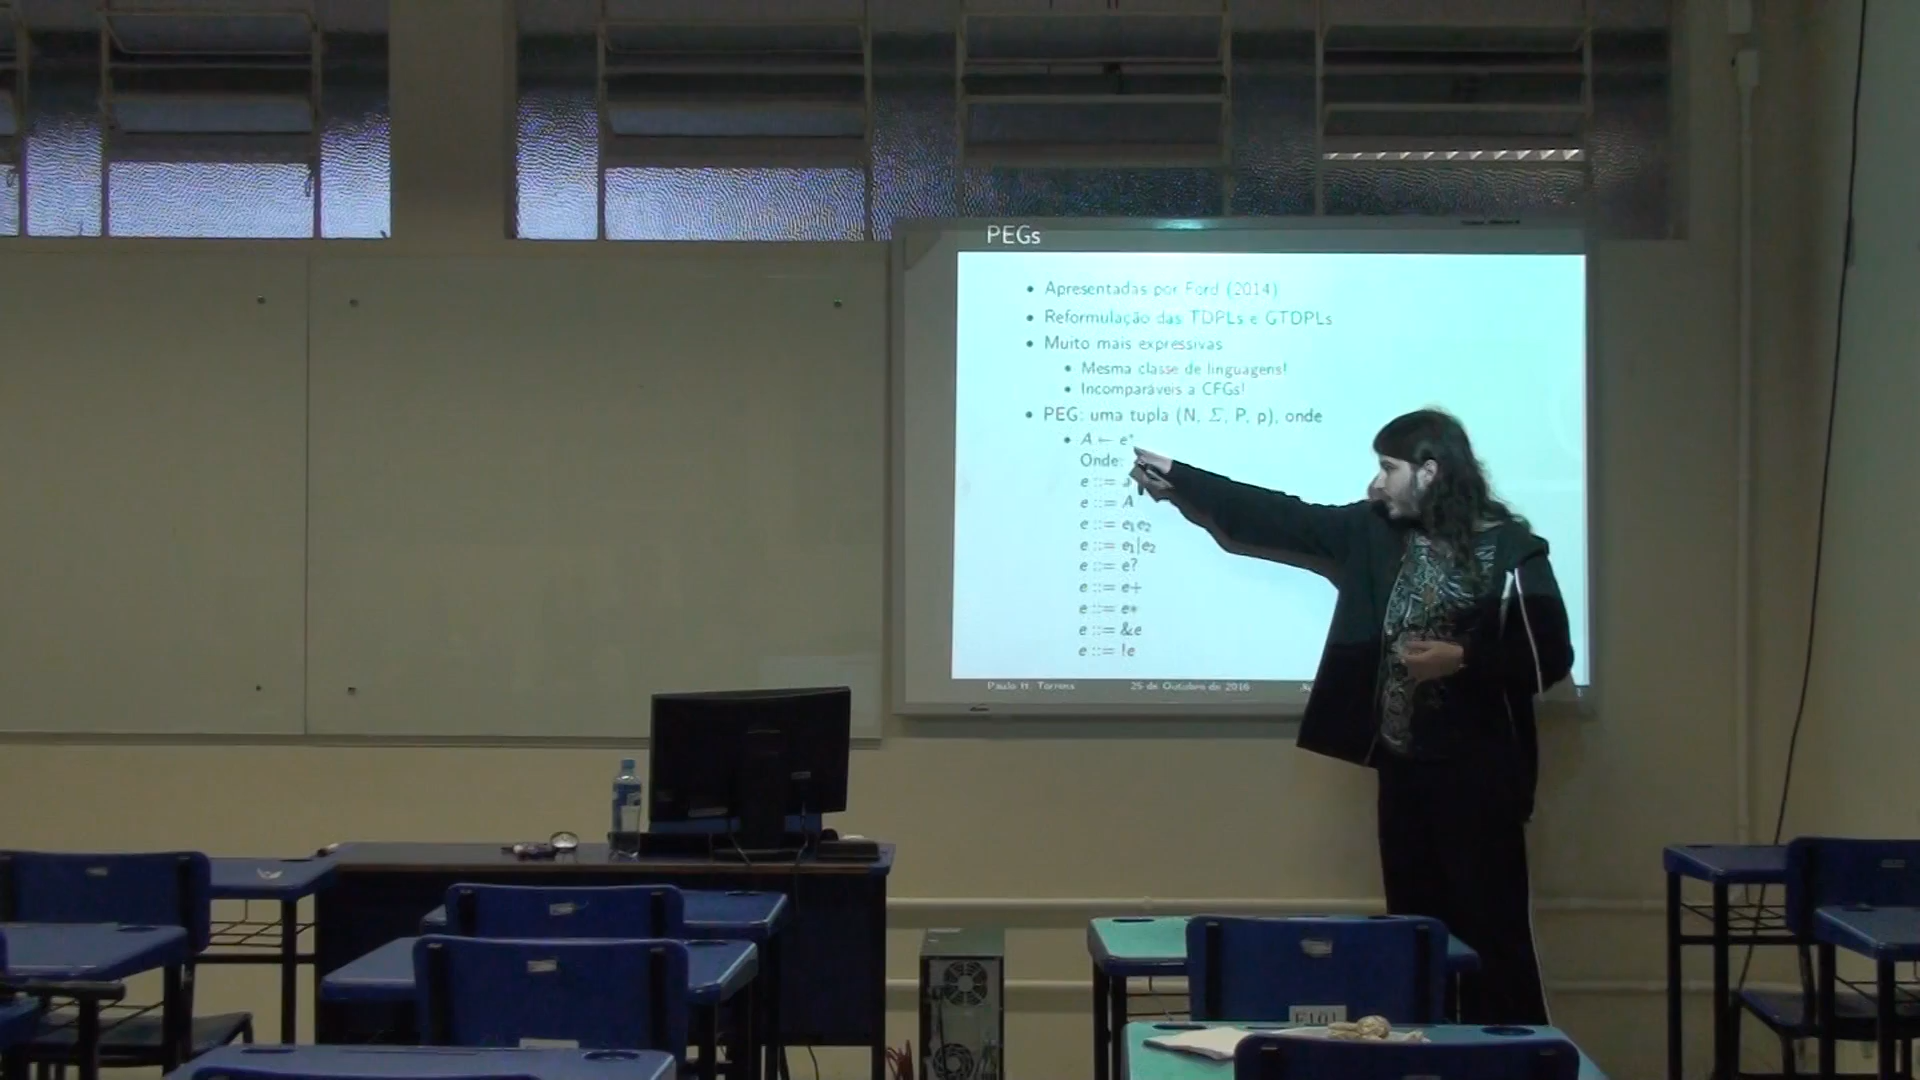 PEGs
• Apresentadas por Ford (2014)
• Reformulação das TDPLs e GTDPLs
• Muito mais expressivas
• Mesma classe de linguagens!
• Incomparáveis a CFGs!
• PEG: uma tupla (N, Σ, P, p), onde
• A ← e*
Onde:
e ::= a
e ::= A
e ::= e₁e₂
e ::= e₁|e₂
e ::= e?
e ::= e+
e ::= e*
e ::= &e
e ::= !e
Paulo H. Torrens 25 de Outubro de 2016
E101